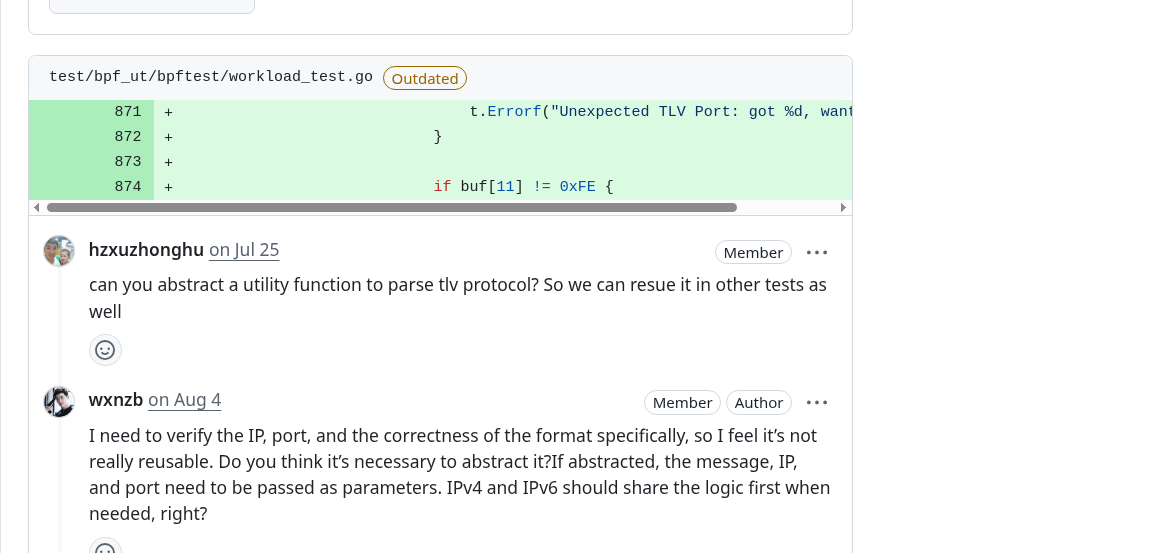 test/bpf_ut/bpftest/workload_test.go Outdated
871 + t.Errorf("Unexpected TLV Port: got %d, want
872 + }
873 +
874 + if buf[11] != 0xFE {
hzxuzhonghu on Jul 25 Member
can you abstract a utility function to parse tlv protocol? So we can resue it in other tests as
well
wxnzb on Aug 4 Member Author
I need to verify the IP, port, and the correctness of the format specifically, so I feel it’s not
really reusable. Do you think it’s necessary to abstract it?If abstracted, the message, IP,
and port need to be passed as parameters. IPv4 and IPv6 should share the logic first when
needed, right?